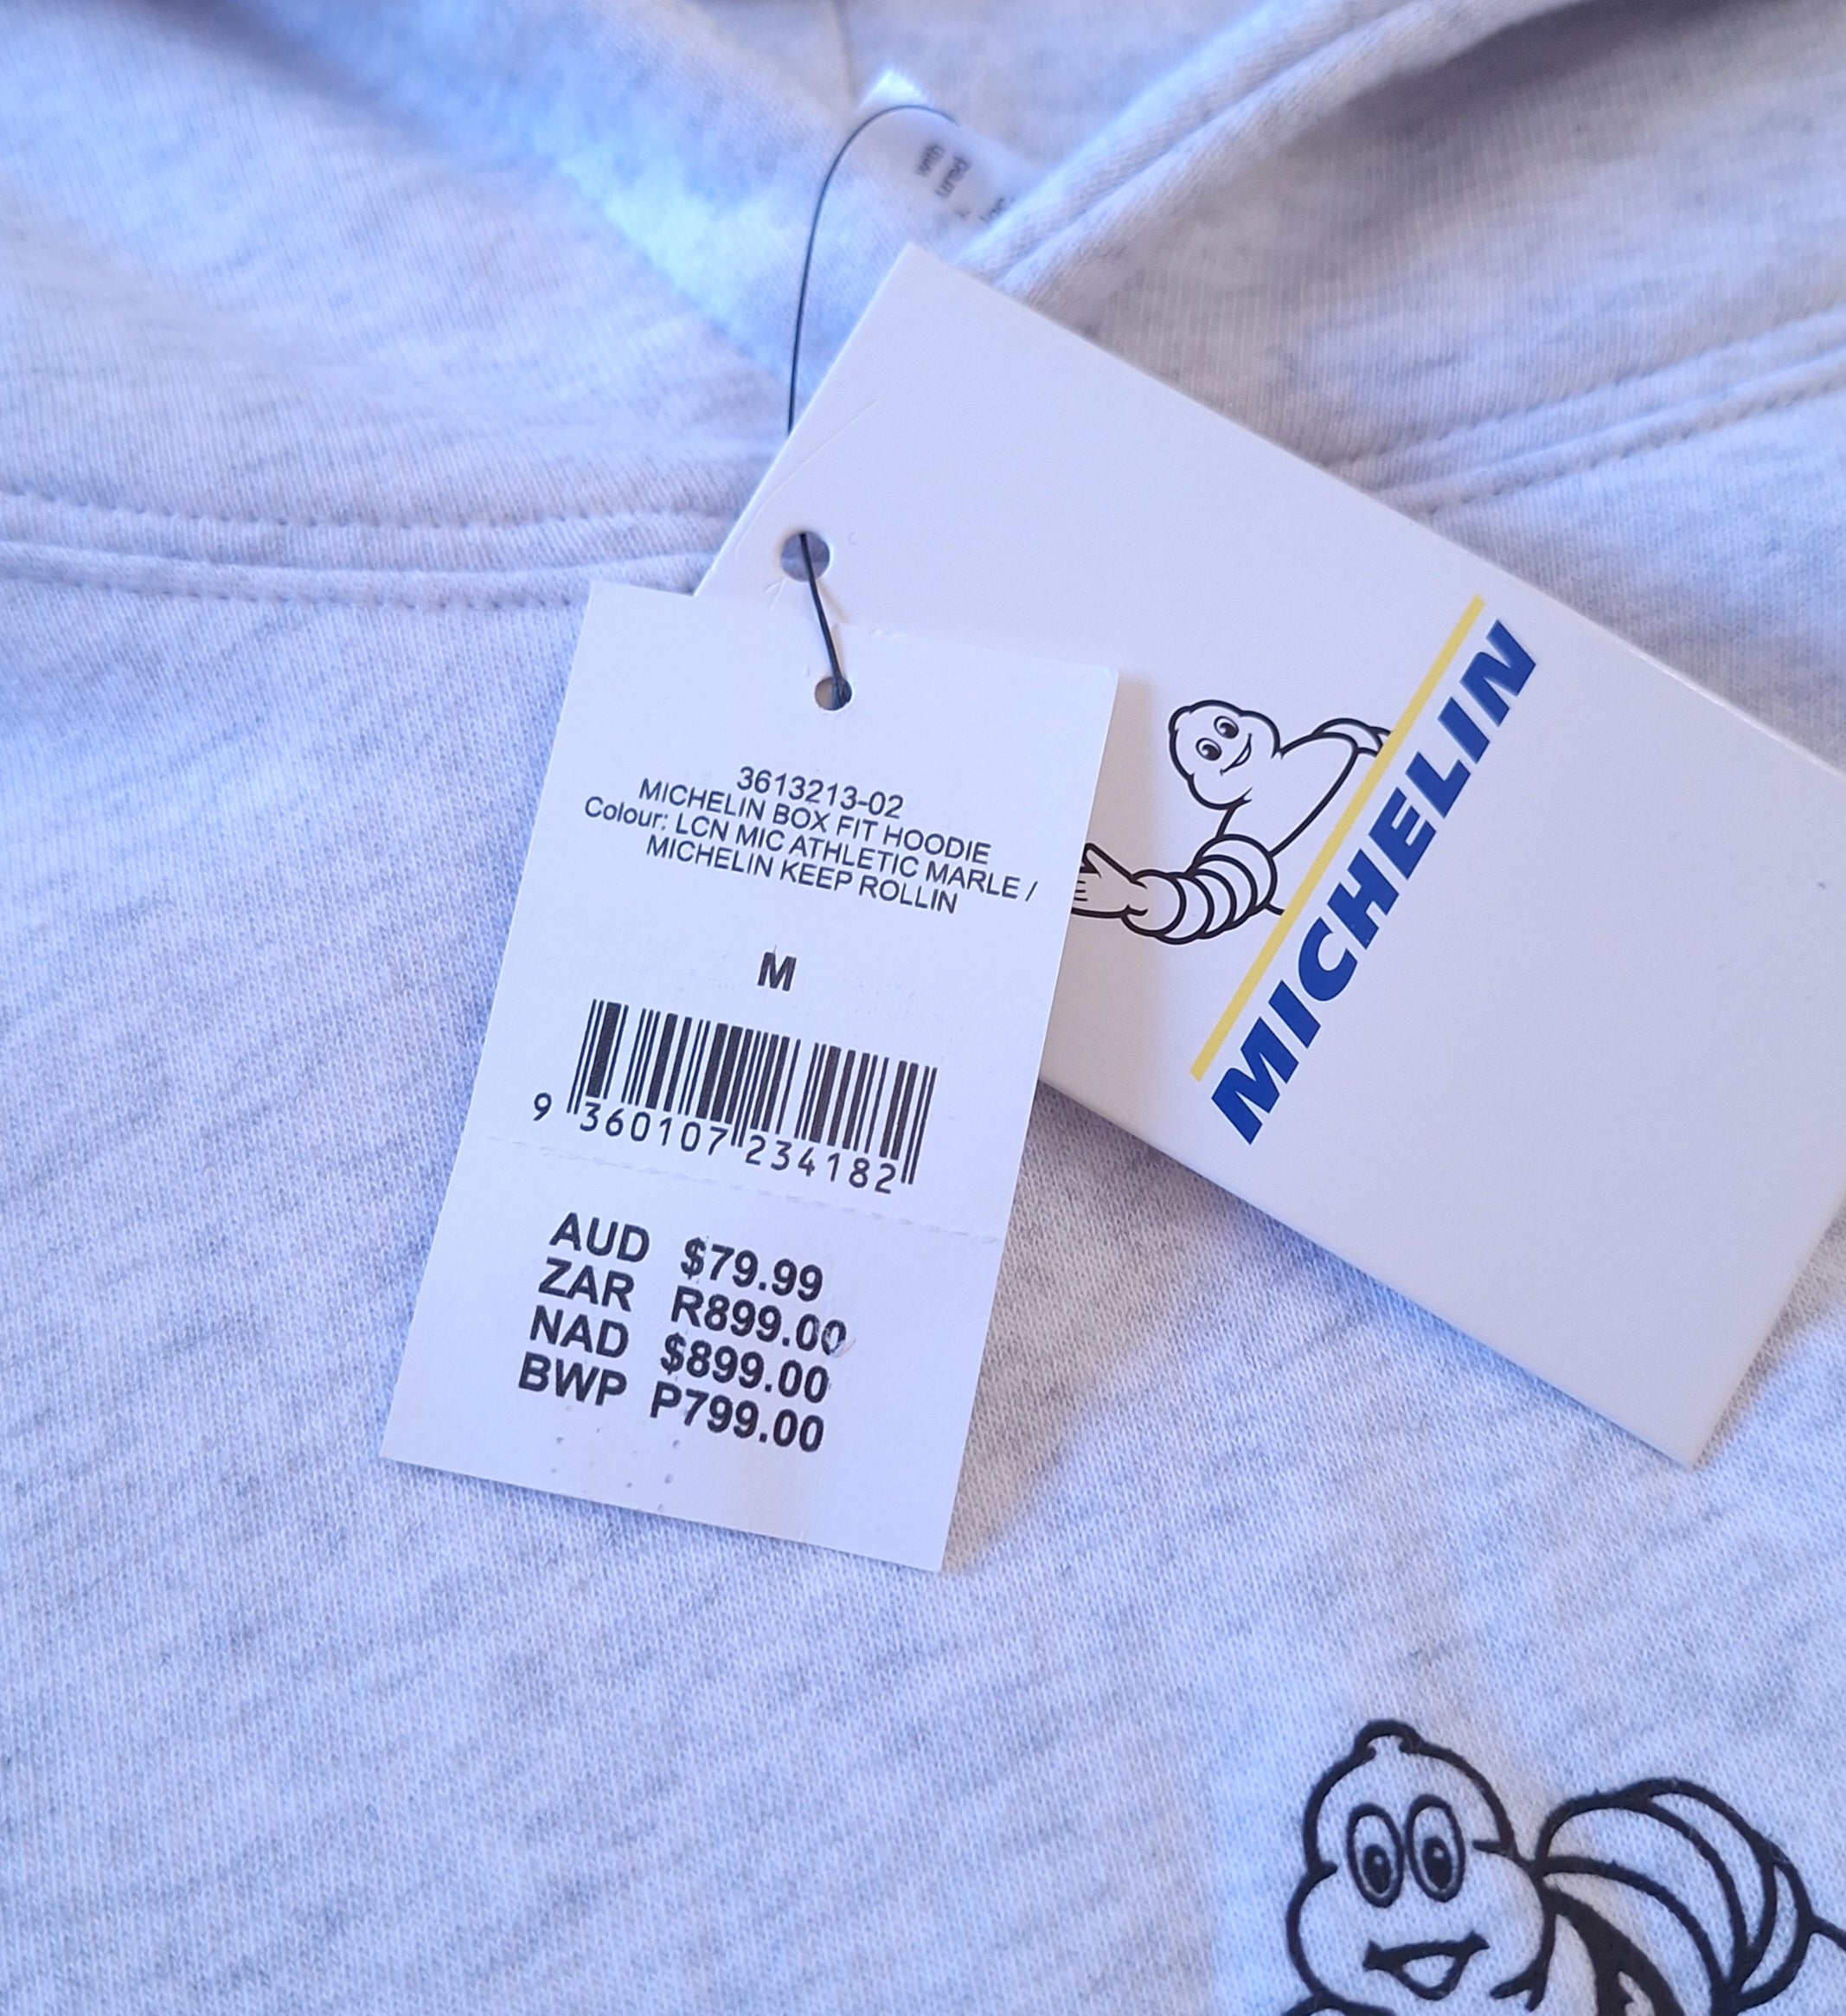 3613213-02
MICHELIN BOX FIT HOODIE
Colour: LCN MIC ATHLETIC MARLE /
MICHELIN KEEP ROLLIN
M
9 360107 234182
AUD $79.99
ZAR R899.00
NAD $899.00
BWP P799.00
MICHELIN
with